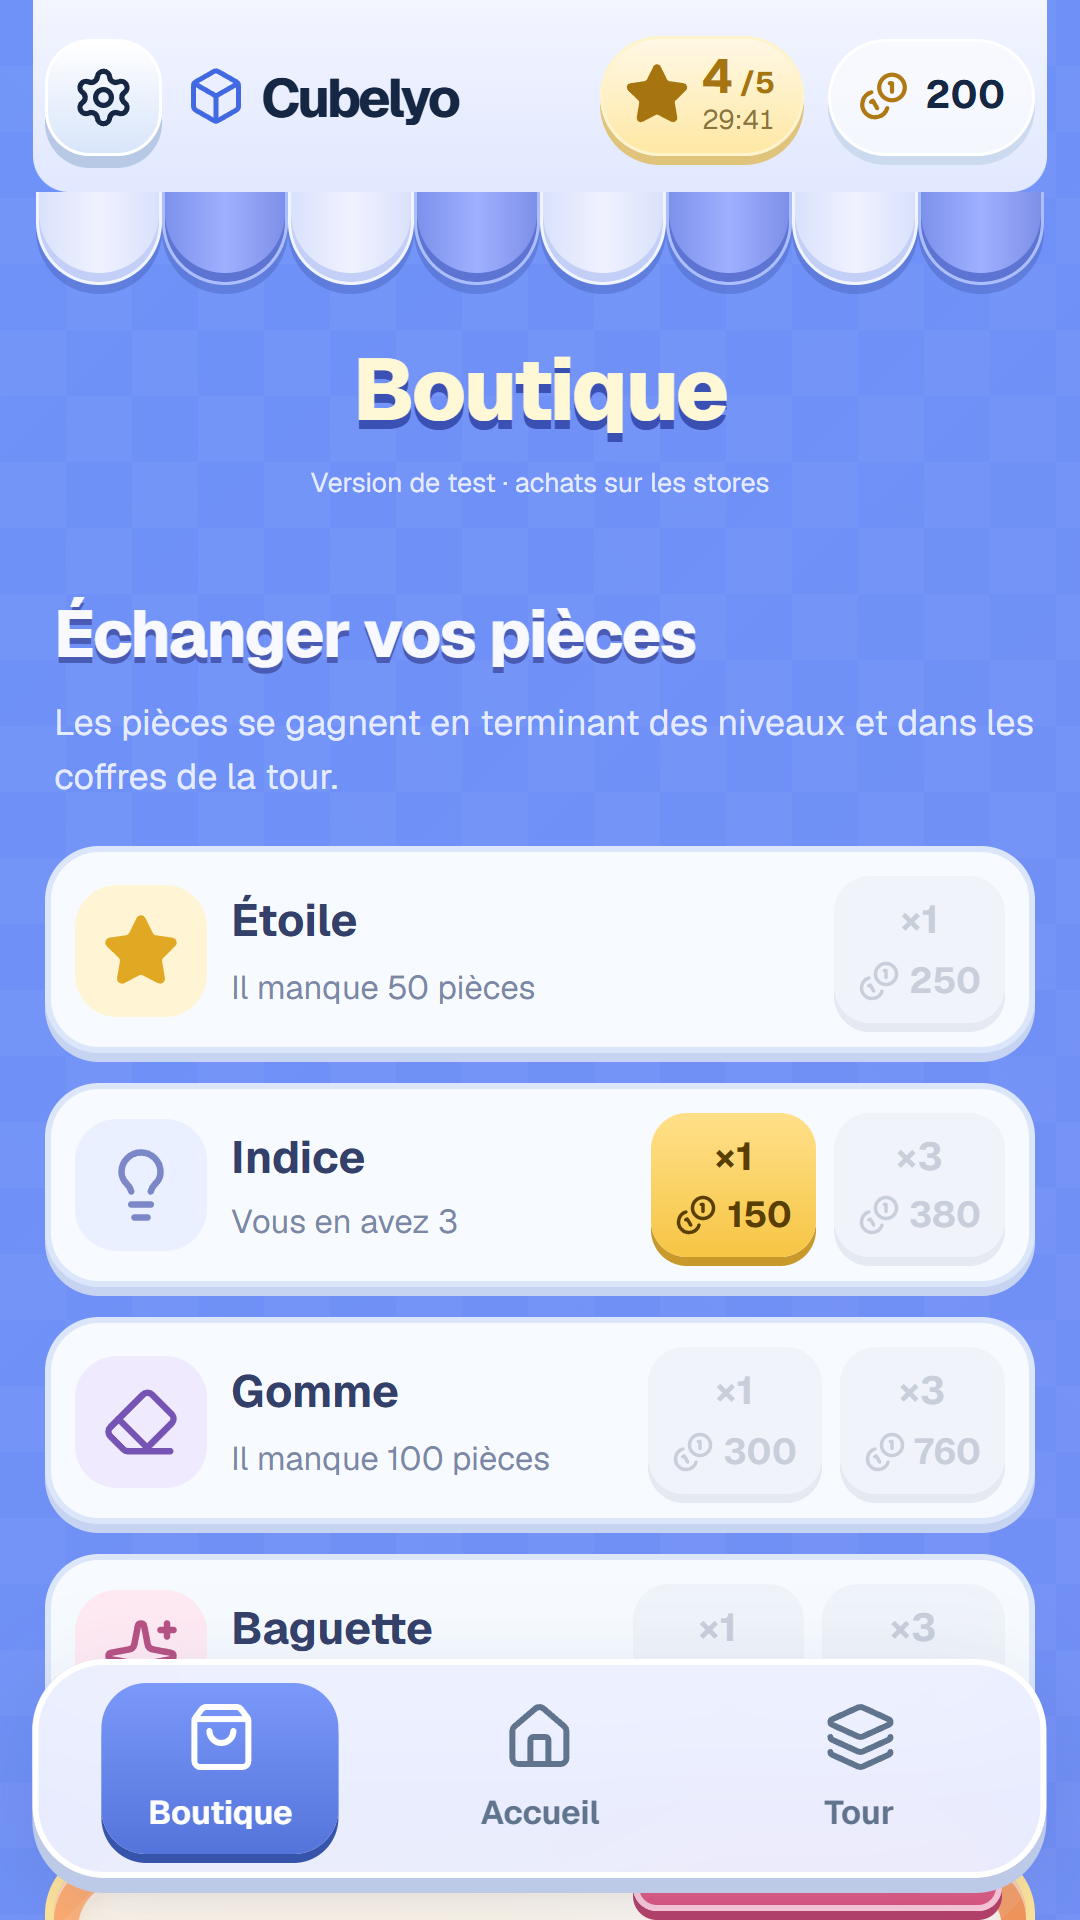 Cubelyo
4 /5
29:41
200
Boutique
Version de test · achats sur les stores
Échanger vos pièces
Les pièces se gagnent en terminant des niveaux et dans les
coffres de la tour.
Étoile
Il manque 50 pièces
×1
250
Indice
Vous en avez 3
×1
150
×3
380
Gomme
Il manque 100 pièces
×1
300
×3
760
Baguette
×1
×3
Boutique
Accueil
Tour